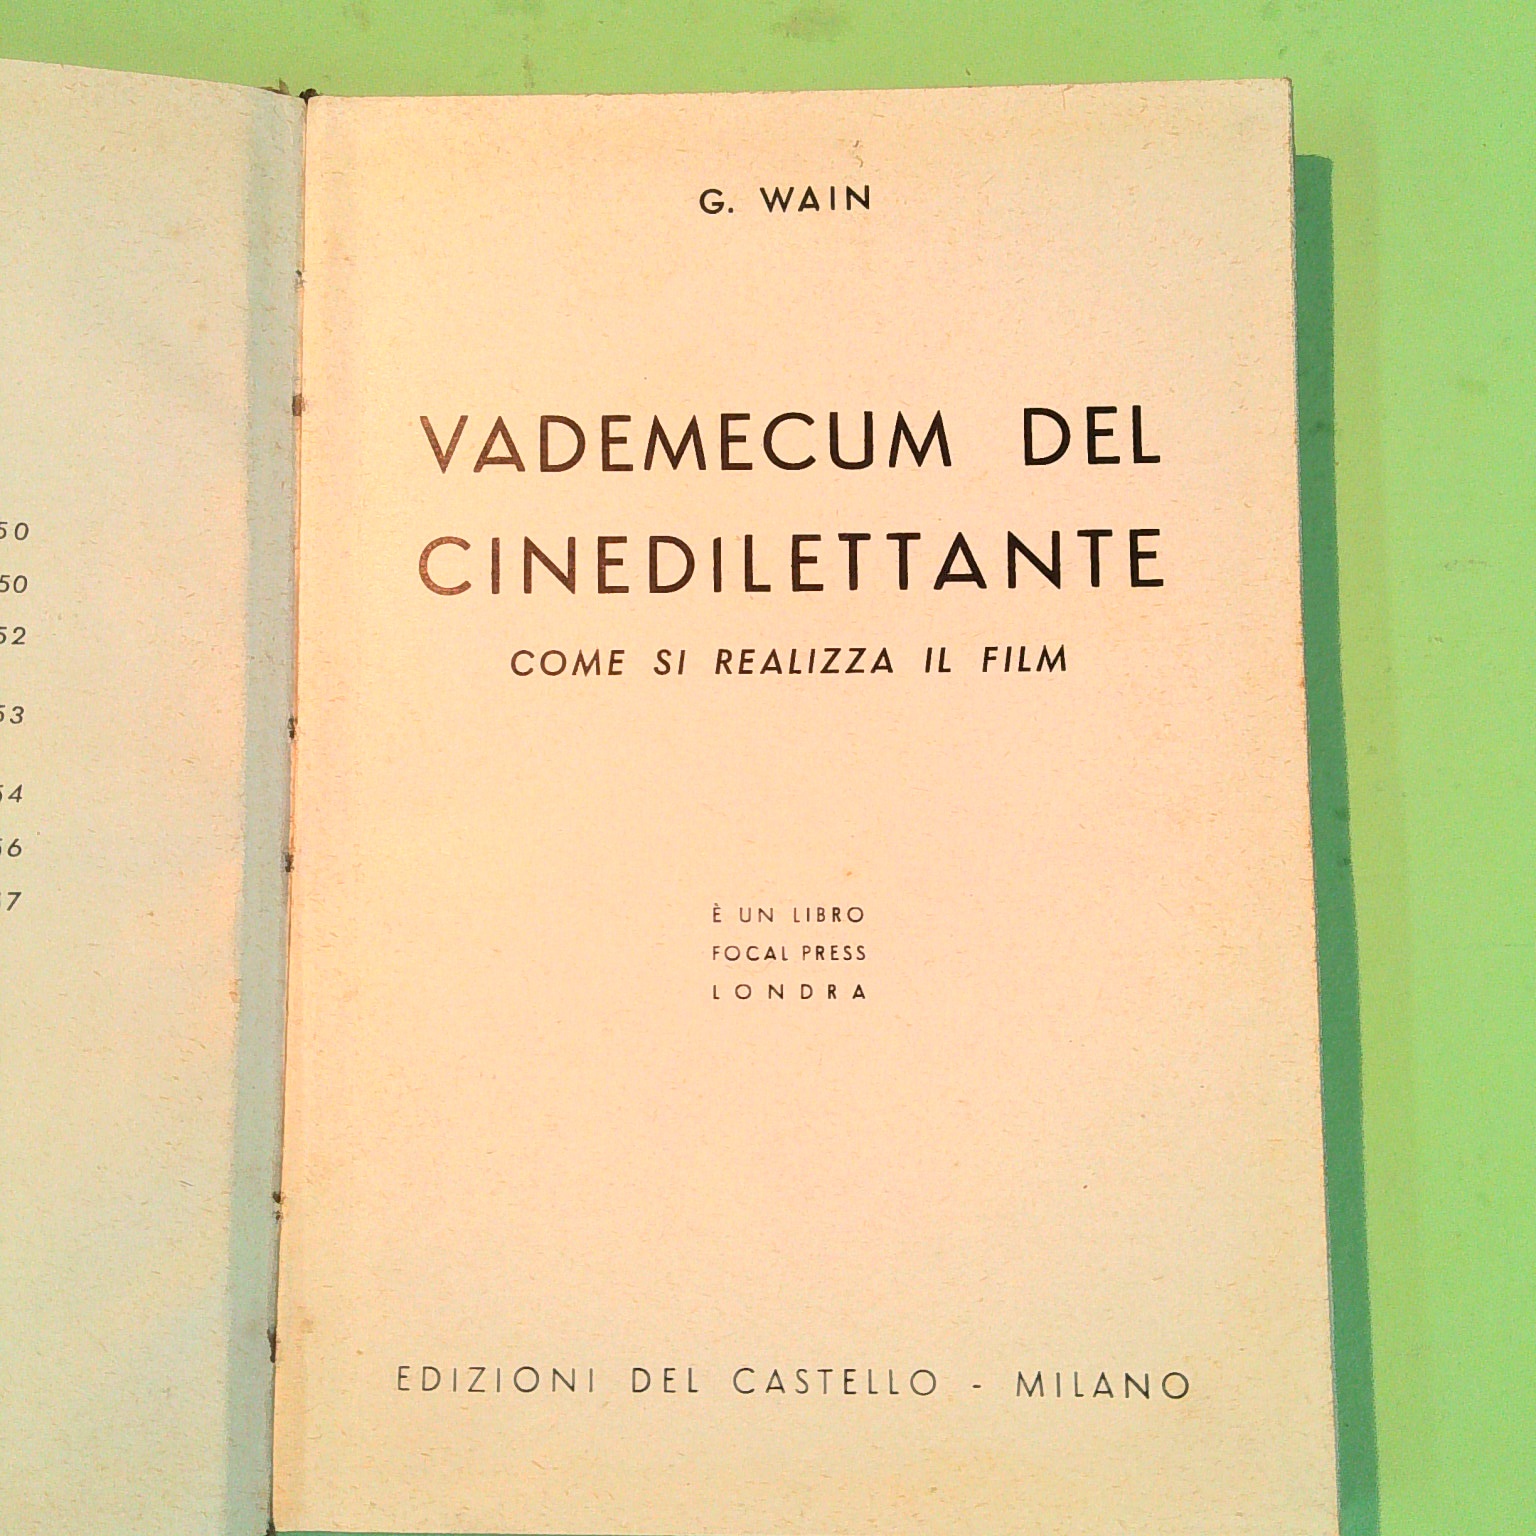 G. WAIN
VADEMECUM DEL
CINEDILETTANTE
COME SI REALIZZA IL FILM
È UN LIBRO
FOCAL PRESS
LONDRA
EDIZIONI DEL CASTELLO - MILANO